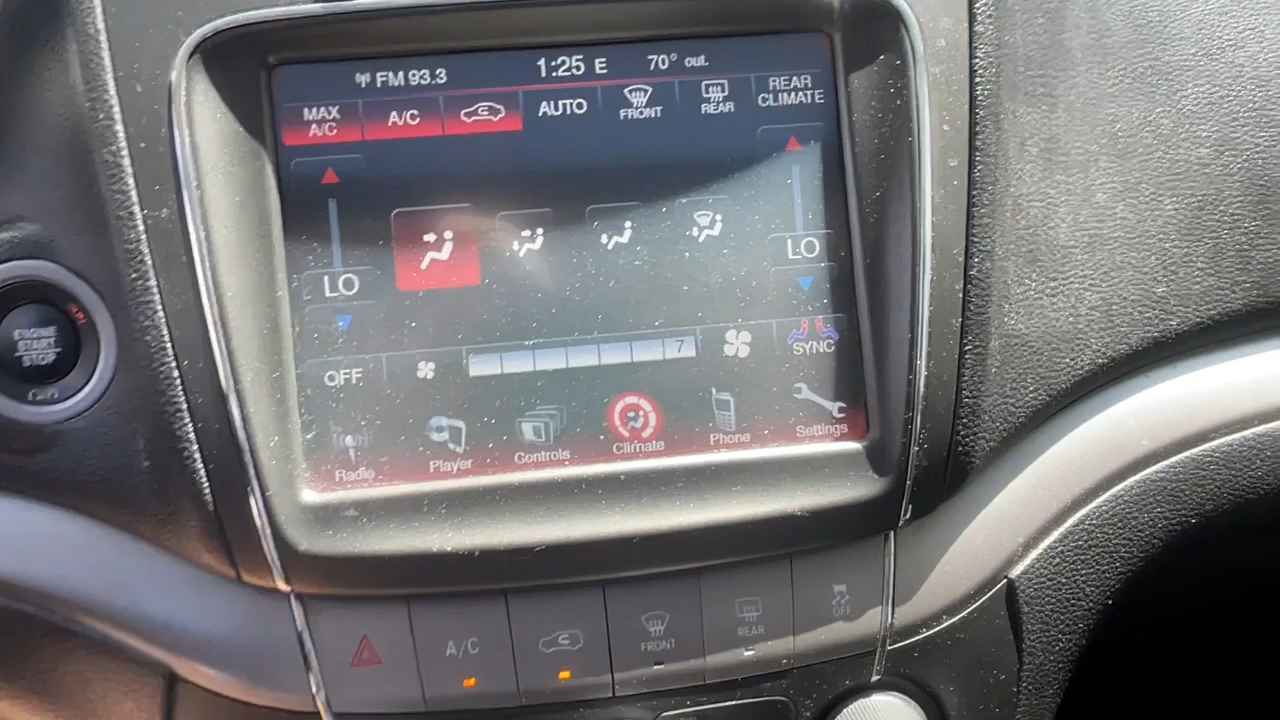 FM 93.3 1:25 E 70° out.
MAX A/C A/C AUTO FRONT REAR REAR CLIMATE
LO LO
7
OFF SYNC
Radio Player Controls Climate Phone Settings
ENGINE
START
STOP
RUN
A/C FRONT REAR OFF